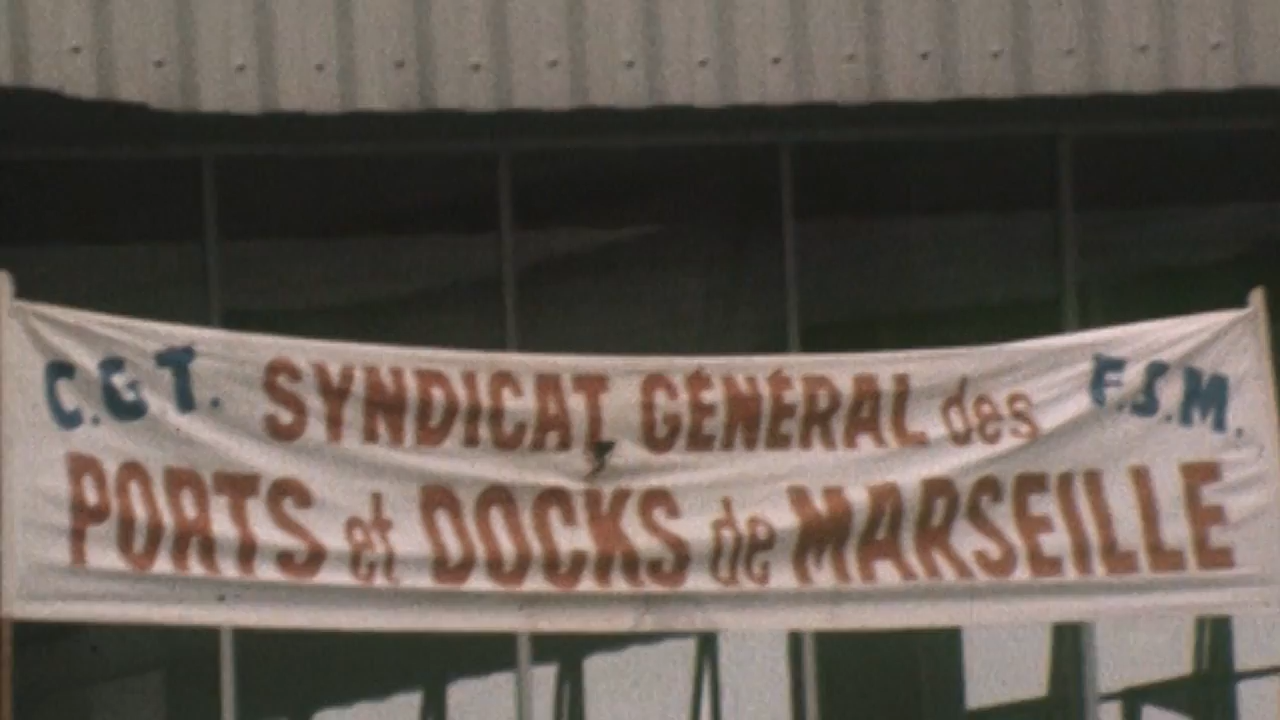 C.G.T. SYNDICAT GÉNÉRAL des F.S.M.
PORTS et DOCKS de MARSEILLE